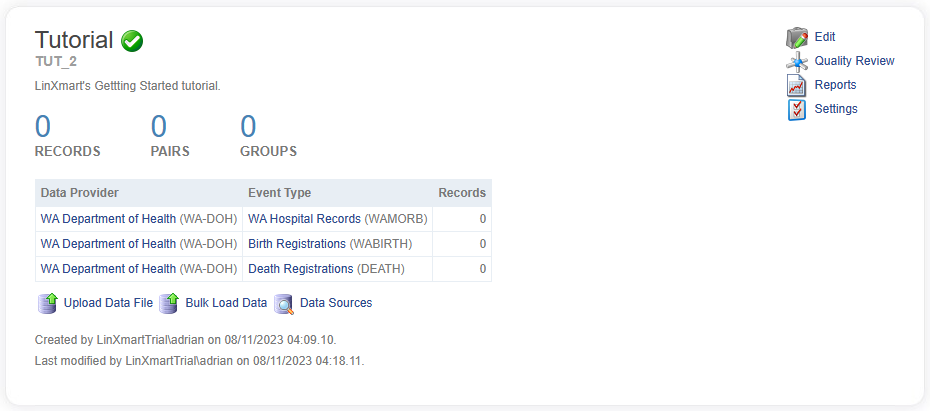 Tutorial
TUT_2
LinXmart's Gettting Started tutorial.
0 0 0
RECORDS PAIRS GROUPS
Data Provider Event Type Records
WA Department of Health (WA-DOH) WA Hospital Records (WAMORB) 0
WA Department of Health (WA-DOH) Birth Registrations (WABIRTH) 0
WA Department of Health (WA-DOH) Death Registrations (DEATH) 0
Upload Data File Bulk Load Data Data Sources
Created by LinXmartTrial\adrian on 08/11/2023 04:09.10.
Last modified by LinXmartTrial\adrian on 08/11/2023 04:18.11.
Edit
Quality Review
Reports
Settings